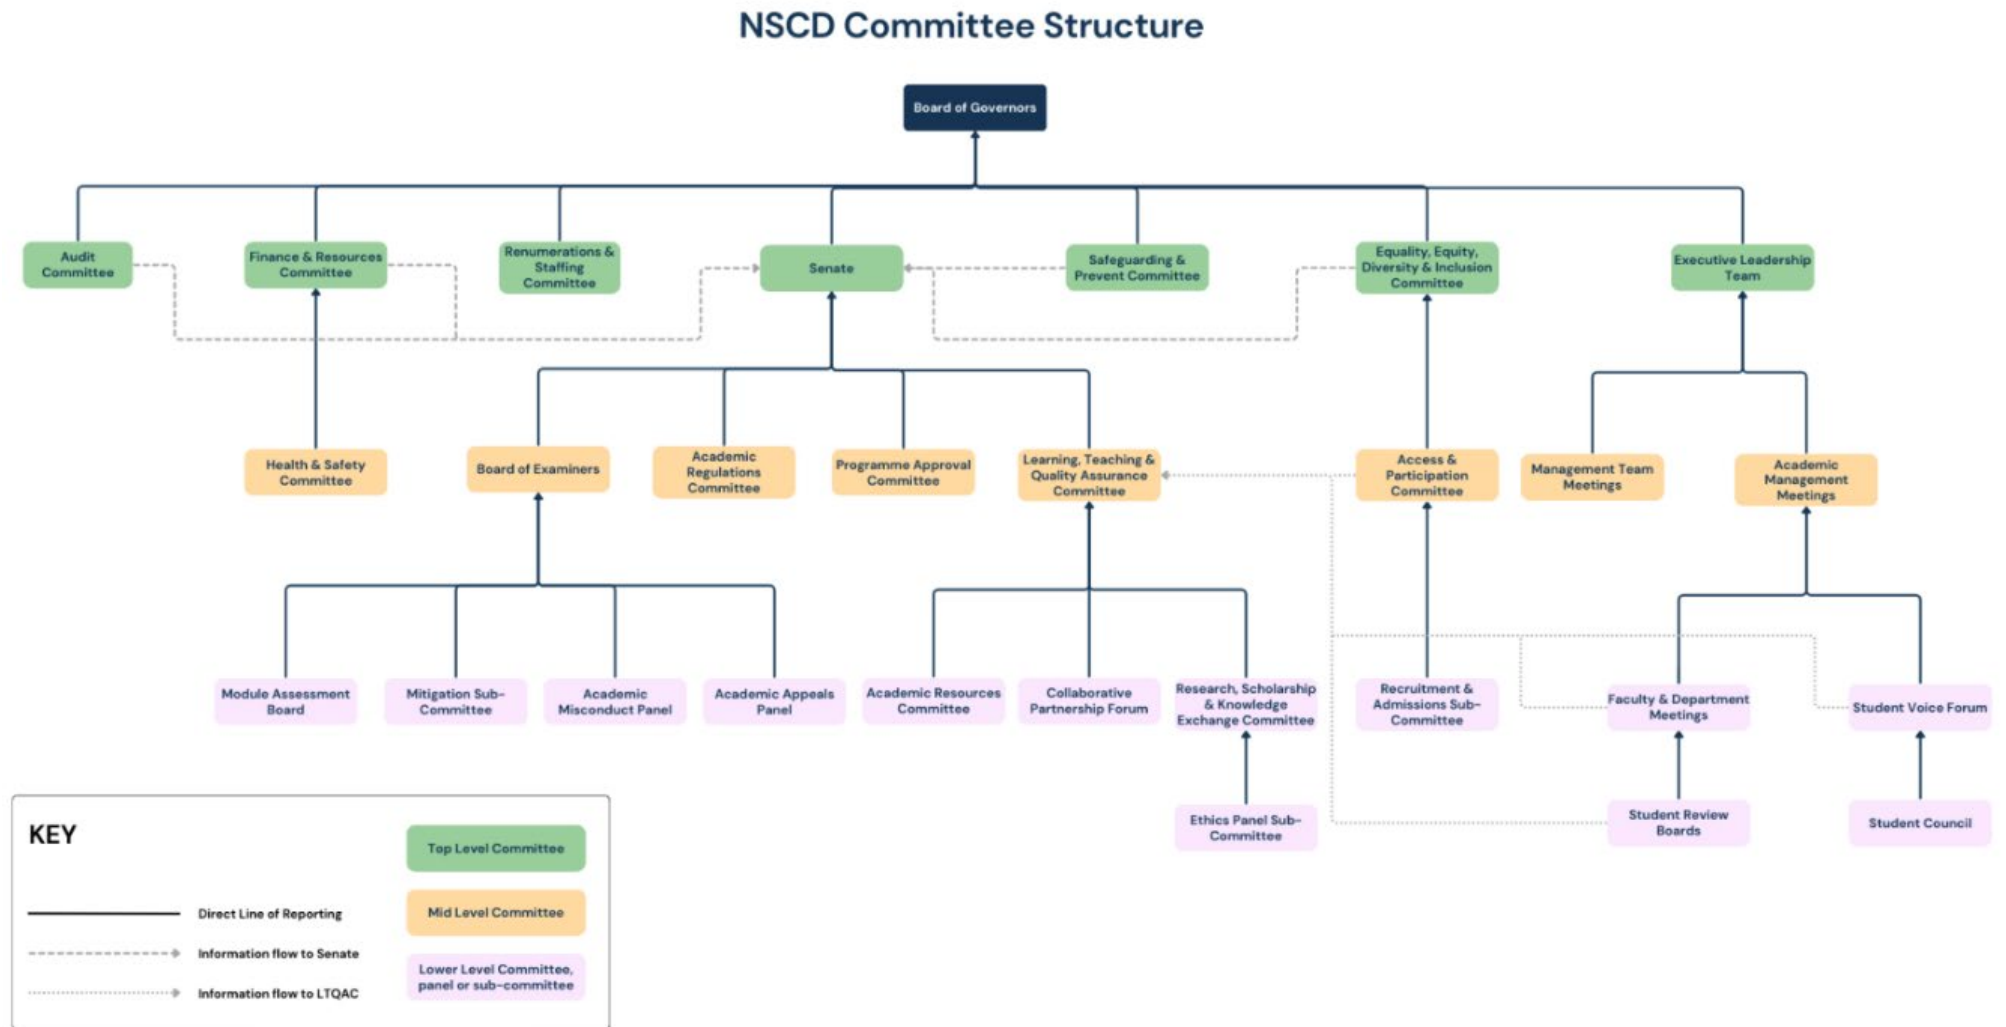 NSCD Committee Structure
Board of Governors
Audit
Committee
Finance & Resources
Committee
Renumerations &
Staffing
Committee
Senate
Safeguarding &
Prevent Committee
Equality, Equity,
Diversity & Inclusion
Committee
Executive Leadership
Team
Health & Safety
Committee
Board of Examiners
Academic
Regulations
Committee
Programme Approval
Committee
Learning, Teaching &
Quality Assurance
Committee
Access &
Participation
Committee
Management Team
Meetings
Academic
Management
Meetings
Module Assessment
Board
Mitigation Sub-
Committee
Academic
Misconduct Panel
Academic Appeals
Panel
Academic Resources
Committee
Collaborative
Partnership Forum
Research, Scholarship
& Knowledge
Exchange Committee
Recruitment &
Admissions Sub-
Committee
Faculty & Department
Meetings
Student Voice Forum
Ethics Panel Sub-
Committee
Student Review
Boards
Student Council
KEY
Direct Line of Reporting
Information flow to Senate
Information flow to LTQAC
Top Level Committee
Mid Level Committee
Lower Level Committee,
panel or sub-committee